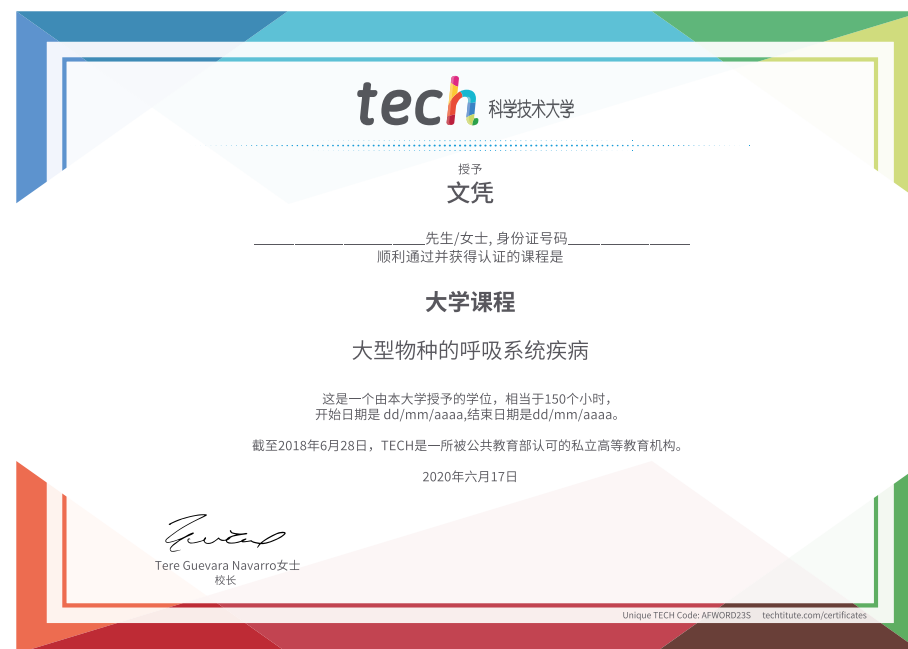 tech 科学技术大学
授予
文凭
先生/女士, 身份证号码
顺利通过并获得认证的课程是
大学课程
大型物种的呼吸系统疾病
这是一个由本大学授予的学位，相当于150个小时，
开始日期是 dd/mm/aaaa,结束日期是dd/mm/aaaa。
截至2018年6月28日，TECH是一所被公共教育部认可的私立高等教育机构。
2020年六月17日
Tere Guevara Navarro女士
校长
Unique TECH Code: AFWORD23S techtitute.com/certificates